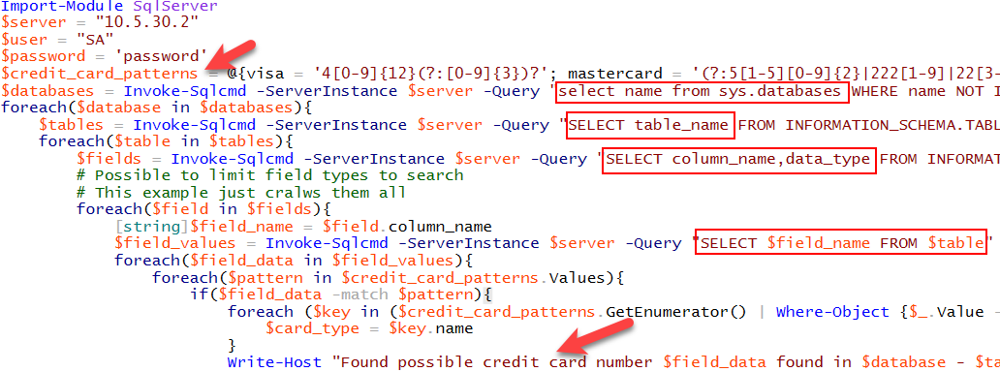 Import-Module SqlServer
$server = "10.5.30.2"
$user = "SA"
$password = 'password'
$credit_card_patterns = @{visa = '4[0-9]{12}(?:[0-9]{3})?'; mastercard = '(?:5[1-5][0-9]{2}|222[1-9]|22[3-
$databases = Invoke-Sqlcmd -ServerInstance $server -Query "select name from sys.databases WHERE name NOT I
foreach($database in $databases){
$tables = Invoke-Sqlcmd -ServerInstance $server -Query "SELECT table_name FROM INFORMATION_SCHEMA.TABL
foreach($table in $tables){
$fields = Invoke-Sqlcmd -ServerInstance $server -Query "SELECT column_name,data_type FROM INFORMAT
# Possible to limit field types to search
# This example just cralws them all
foreach($field in $fields){
[string]$field_name = $field.column_name
$field_values = Invoke-Sqlcmd -ServerInstance $server -Query "SELECT $field_name FROM $table"
foreach($field_data in $field_values){
foreach($pattern in $credit_card_patterns.Values){
if($field_data -match $pattern){
foreach ($key in ($credit_card_patterns.GetEnumerator() | Where-Object {$_.Value -
$card_type = $key.name
}
Write-Host "Found possible credit card number $field_data found in database - $ta